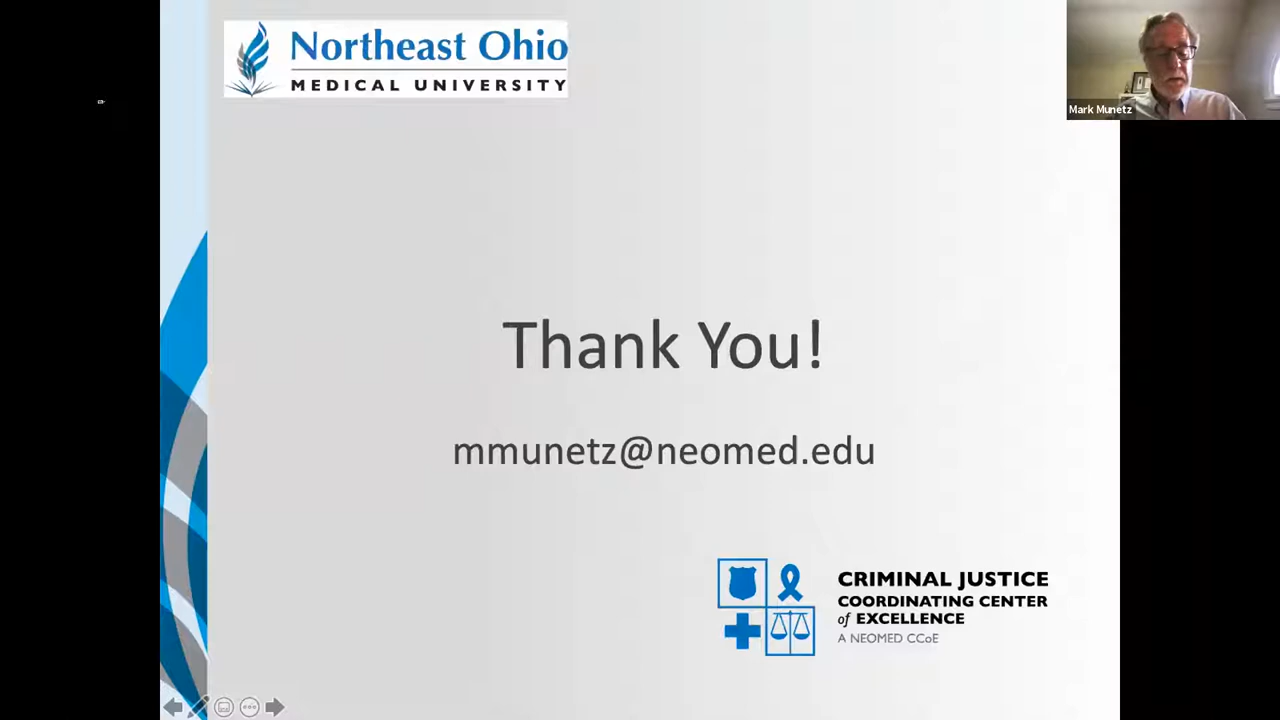 Northeast Ohio
MEDICAL UNIVERSITY
Mark Munetz
Thank You!
mmunetz@neomed.edu
CRIMINAL JUSTICE
COORDINATING CENTER
of EXCELLENCE
A NEOMED CCoE